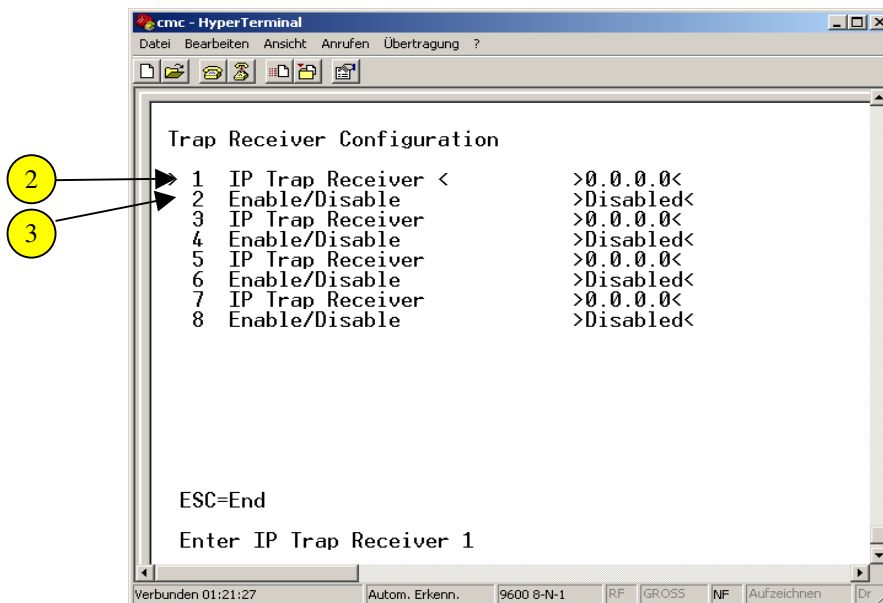 cmc - HyperTerminal
Datei Bearbeiten Ansicht Anrufen Übertragung ?
Trap Receiver Configuration
> 1 IP Trap Receiver < >0.0.0.0<
2 Enable/Disable >Disabled<
3 IP Trap Receiver >0.0.0.0<
4 Enable/Disable >Disabled<
5 IP Trap Receiver >0.0.0.0<
6 Enable/Disable >Disabled<
7 IP Trap Receiver >0.0.0.0<
8 Enable/Disable >Disabled<
2
3
ESC=End
Enter IP Trap Receiver 1
Verbunden 01:21:27 Autom. Erkenn. 9600 8-N-1 RF GROSS NF Aufzeichnen Dr